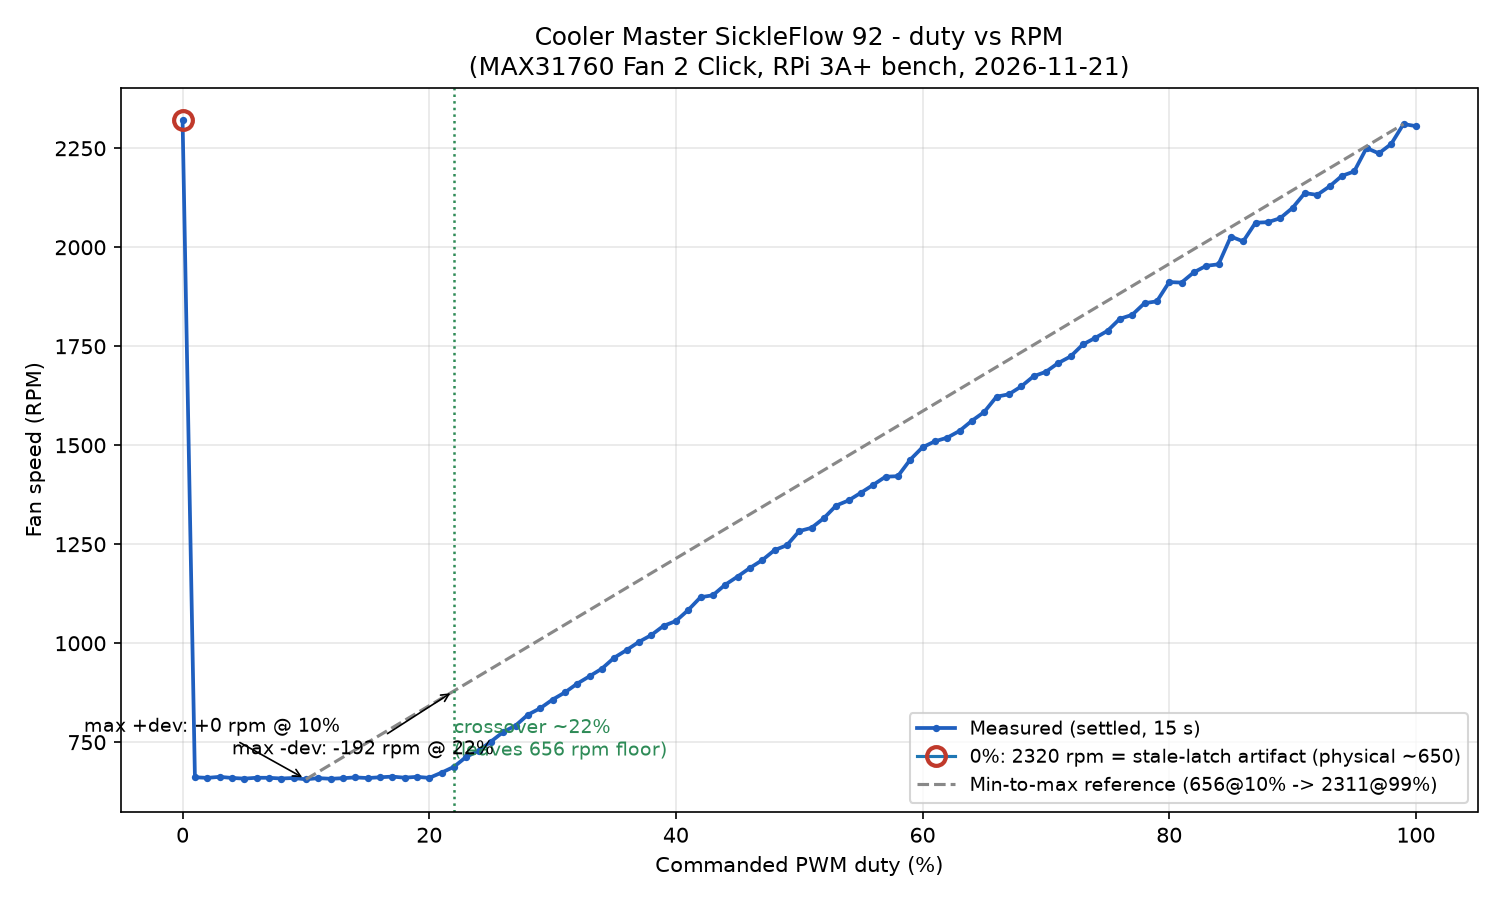 Cooler Master SickleFlow 92 - duty vs RPM
(MAX31760 Fan 2 Click, RPi 3A+ bench, 2026-11-21)
Fan speed (RPM)
2250
2000
1750
1500
1250
1000
750
max +dev: +0 rpm @ 10%
max -dev: -192 rpm @ 22%
crossover ~22%
(leaves 656 rpm floor)
Measured (settled, 15 s)
0%: 2320 rpm = stale-latch artifact (physical ~650)
Min-to-max reference (656@10% -> 2311@99%)
0
20
40
60
80
100
Commanded PWM duty (%)